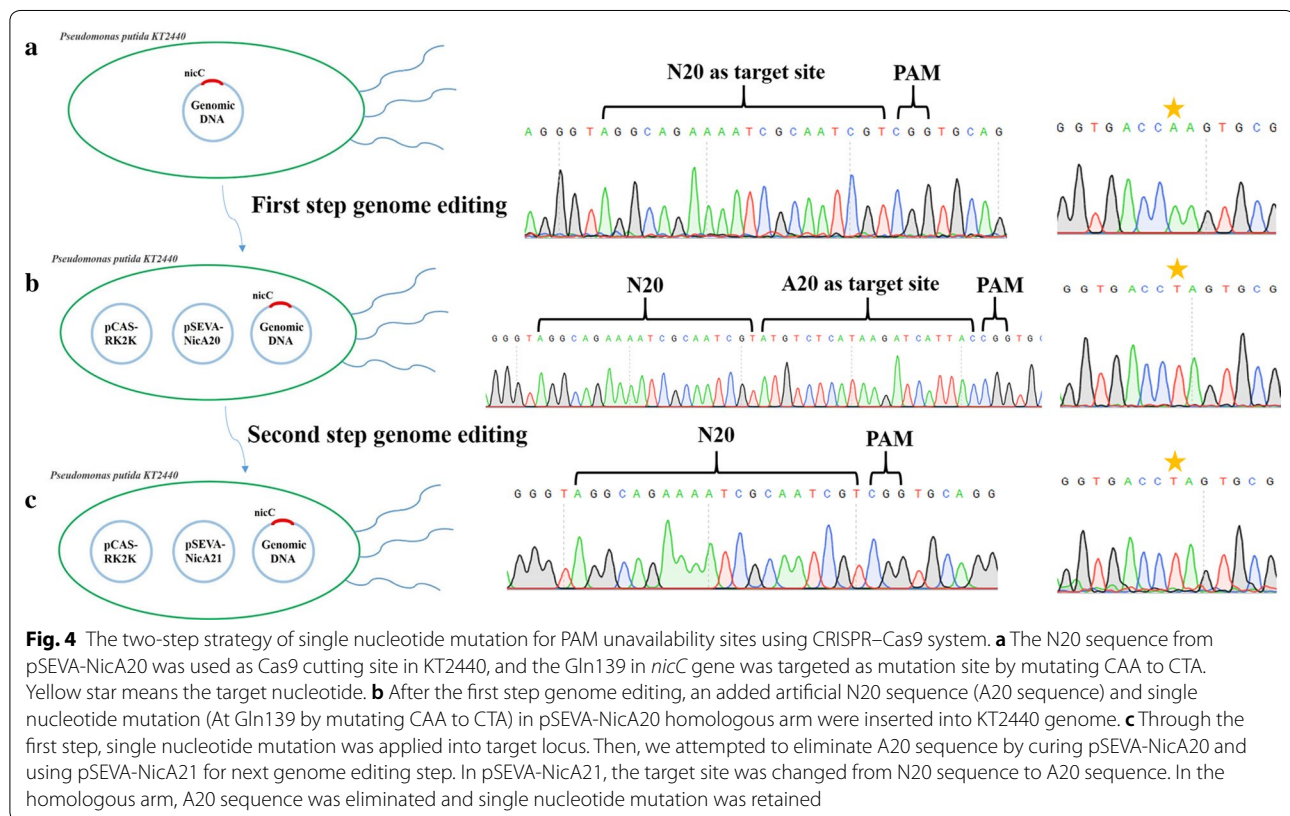 a
Pseudomonas putida KT2440
nicC
Genomic
DNA
N20 as target site
PAM
AGGGTAGGCAGAAAATCGCAATCGTCGGTGCAG
GGTGACCAAGTGCG
First step genome editing
b
Pseudomonas putida KT2440
pCAS-
RK2K
pSEVA-
NicA20
nicC
Genomic
DNA
N20
A20 as target site
PAM
GGGTAGGCAGAAAATCGCAATCGTATGTCTCATAAGATCATTACCGGTGC
GGTGACCTAGTGCG
Second step genome editing
c
Pseudomonas putida KT2440
pCAS-
RK2K
pSEVA-
NicA21
nicC
Genomic
DNA
N20
PAM
GGGTAGGCAGAAAATCGCAATCGTCGGTGCAGG
GGTGACCTAGTGCG
Fig. 4 The two-step strategy of single nucleotide mutation for PAM unavailability sites using CRISPR–Cas9 system. a The N20 sequence from
pSEVA-NicA20 was used as Cas9 cutting site in KT2440, and the Gln139 in nicC gene was targeted as mutation site by mutating CAA to CTA.
Yellow star means the target nucleotide. b After the first step genome editing, an added artificial N20 sequence (A20 sequence) and single
nucleotide mutation (At Gln139 by mutating CAA to CTA) in pSEVA-NicA20 homologous arm were inserted into KT2440 genome. c Through the
first step, single nucleotide mutation was applied into target locus. Then, we attempted to eliminate A20 sequence by curing pSEVA-NicA20 and
using pSEVA-NicA21 for next genome editing step. In pSEVA-NicA21, the target site was changed from N20 sequence to A20 sequence. In the
homologous arm, A20 sequence was eliminated and single nucleotide mutation was retained